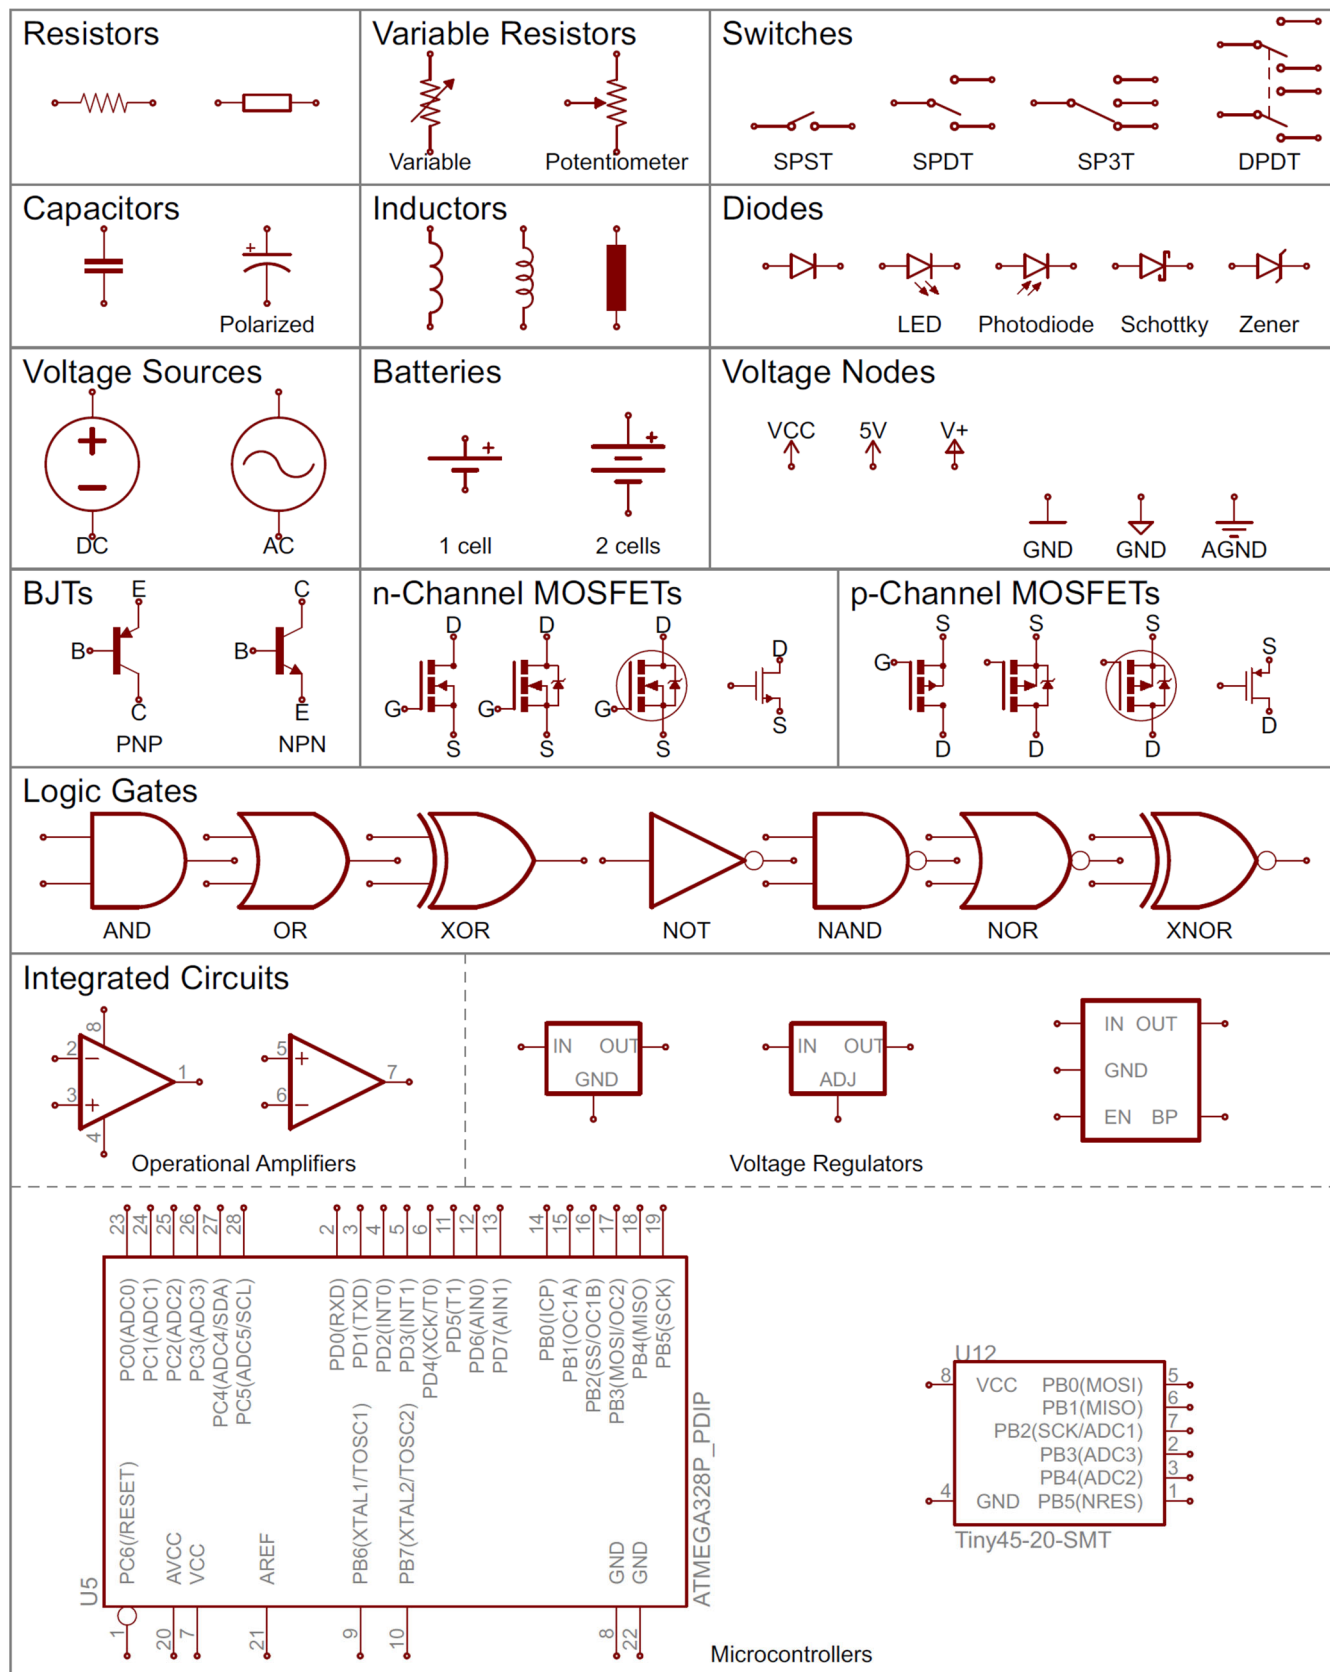 Resistors
Variable Resistors
Variable
Potentiometer
Switches
SPST
SPDT
SP3T
DPDT
Capacitors
+
Polarized
Inductors
Diodes
LED
Photodiode
Schottky
Zener
Voltage Sources
DC
AC
Batteries
+
1 cell
+
2 cells
Voltage Nodes
VCC
5V
V+
GND
GND
AGND
BJTs
E
B
C
PNP
C
B
E
NPN
n-Channel MOSFETs
D
G
S
D
G
S
D
G
S
D
S
p-Channel MOSFETs
S
G
D
S
D
S
D
S
D
Logic Gates
AND
OR
XOR
NOT
NAND
NOR
XNOR
Integrated Circuits
8
2
−
1
3
+
4
5
+
7
6
−
Operational Amplifiers
IN OUT
GND
IN OUT
ADJ
IN OUT
GND
EN BP
Voltage Regulators
23
24
25
26
27
28
2
3
4
5
6
11
12
13
14
15
16
17
18
19
PC0(ADC0)
PC1(ADC1)
PC2(ADC2)
PC3(ADC3)
PC4(ADC4/SDA)
PC5(ADC5/SCL)
PD0(RXD)
PD1(TXD)
PD2(INT0)
PD3(INT1)
PD4(XCK/T0)
PD5(T1)
PD6(AIN0)
PD7(AIN1)
PB0(ICP)
PB1(OC1A)
PB2(SS/OC1B)
PB3(MOSI/OC2)
PB4(MISO)
PB5(SCK)
PC6(/RESET)
AVCC
VCC
AREF
PB6(XTAL1/TOSC1)
PB7(XTAL2/TOSC2)
GND
GND
U5
ATMEGA328P_PDIP
1
20
7
21
9
10
8
22
U12
8 VCC PB0(MOSI) 5
PB1(MISO) 6
PB2(SCK/ADC1) 7
PB3(ADC3) 2
PB4(ADC2) 3
4 GND PB5(NRES) 1
Tiny45-20-SMT
Microcontrollers